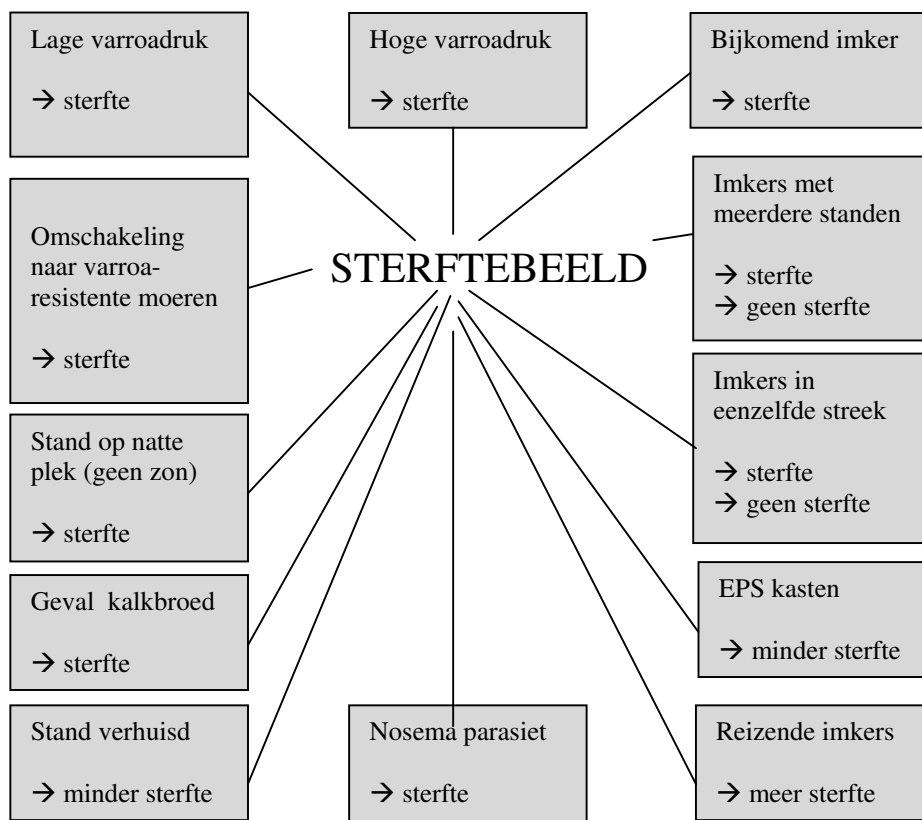 Lage varroadruk
→ sterfte
Hoge varroadruk
→ sterfte
Bijkomend imker
→ sterfte
Omschakeling
naar varroa-
resistente moeren
→ sterfte
STERFTEBEELD
Imkers met
meerdere standen
→ sterfte
→ geen sterfte
Imkers in
eenzelfde streek
→ sterfte
→ geen sterfte
Stand op natte
plek (geen zon)
→ sterfte
Geval kalkbroed
→ sterfte
EPS kasten
→ minder sterfte
Stand verhuisd
→ minder sterfte
Nosema parasiet
→ sterfte
Reizende imkers
→ meer sterfte